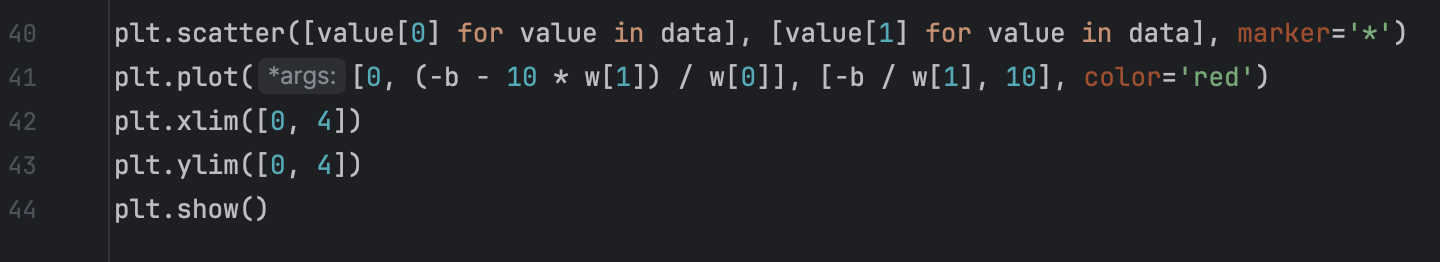 40 plt.scatter([value[0] for value in data], [value[1] for value in data], marker='*')
41 plt.plot( *args: [0, (-b - 10 * w[1]) / w[0]], [-b / w[1], 10], color='red')
42 plt.xlim([0, 4])
43 plt.ylim([0, 4])
44 plt.show()